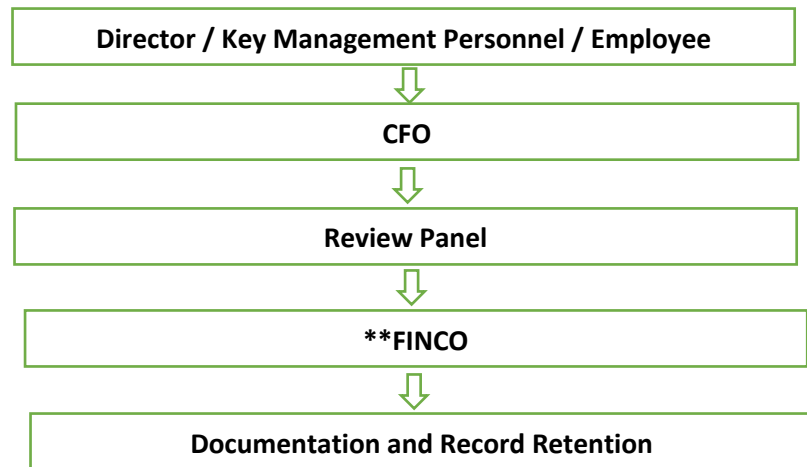 Director / Key Management Personnel / Employee
CFO
Review Panel
**FINCO
Documentation and Record Retention